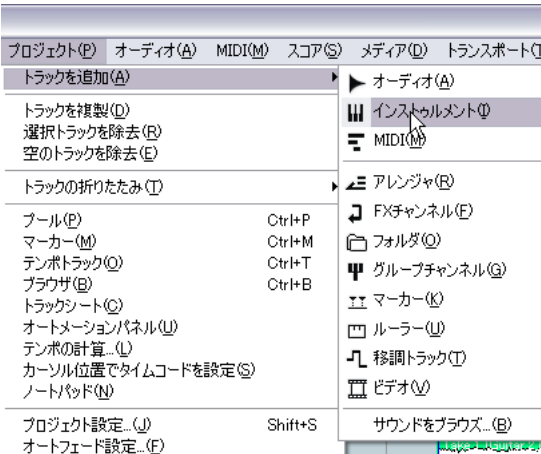 プロジェクト(P) オーディオ(A) MIDI(M) スコア(S) メディア(D) トランスポート(T
トラックを追加(A)
トラックを複製(D)
選択トラックを除去(R)
空のトラックを除去(E)
トラックの折りたたみ(T)
プール(P) Ctrl+P
マーカー(M) Ctrl+M
テンポトラック(O) Ctrl+T
ブラウザ(B) Ctrl+B
トラックシート(C)
オートメーションパネル(U)
テンポの計算...(L)
カーソル位置でタイムコードを設定(S)
ノートパッド(N)
プロジェクト設定...(J) Shift+S
オートフェード設定...(F)
オーディオ(A)
インストゥルメント(I)
MIDI(M)
アレンジャ(R)
FXチャンネル(F)
フォルダ(O)
グループチャンネル(G)
マーカー(K)
ルーラー(U)
移調トラック(T)
ビデオ(V)
サウンドをブラウズ...(B)